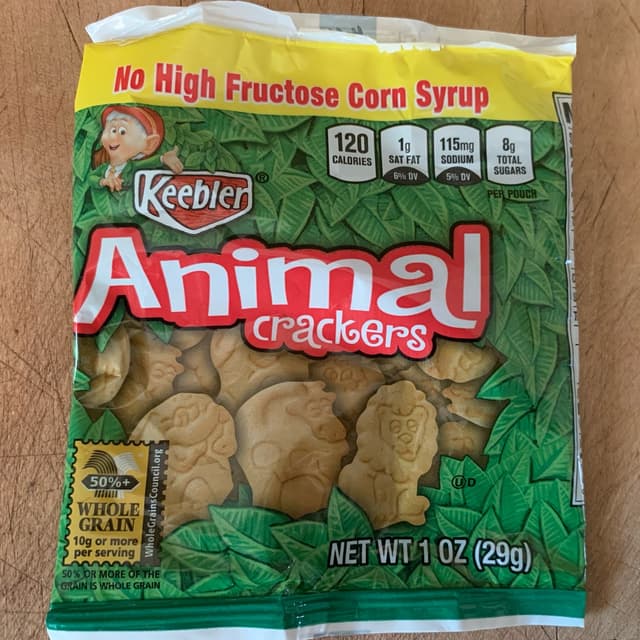 No High Fructose Corn Syrup
120 CALORIES
1g SAT FAT 6% DV
115mg SODIUM 5% DV
8g TOTAL SUGARS
PER POUCH
Keebler®
Animal
crackers
50%+
WHOLE
GRAIN
10g or more
per serving
WholeGrainsCouncil.org
50% OR MORE OF THE
GRAIN IS WHOLE GRAIN
U D
NET WT 1 OZ (29g)